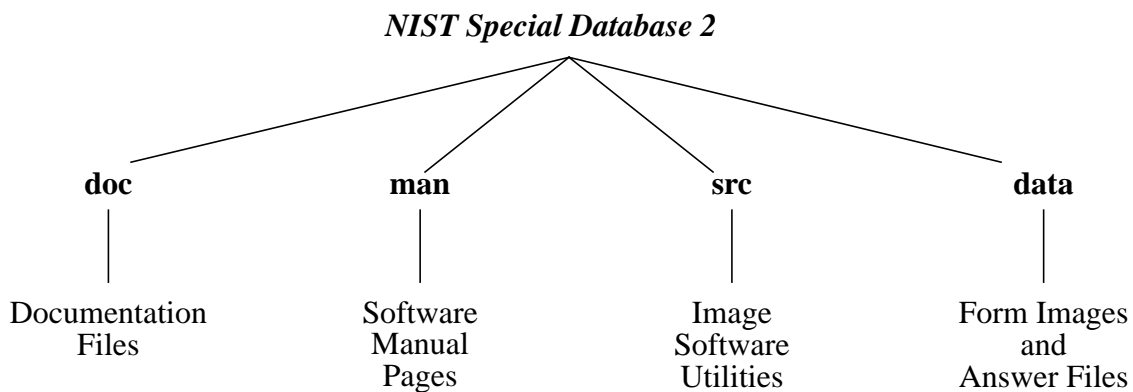 NIST Special Database 2
doc
man
src
data
Documentation
Files
Software
Manual
Pages
Image
Software
Utilities
Form Images
and
Answer Files